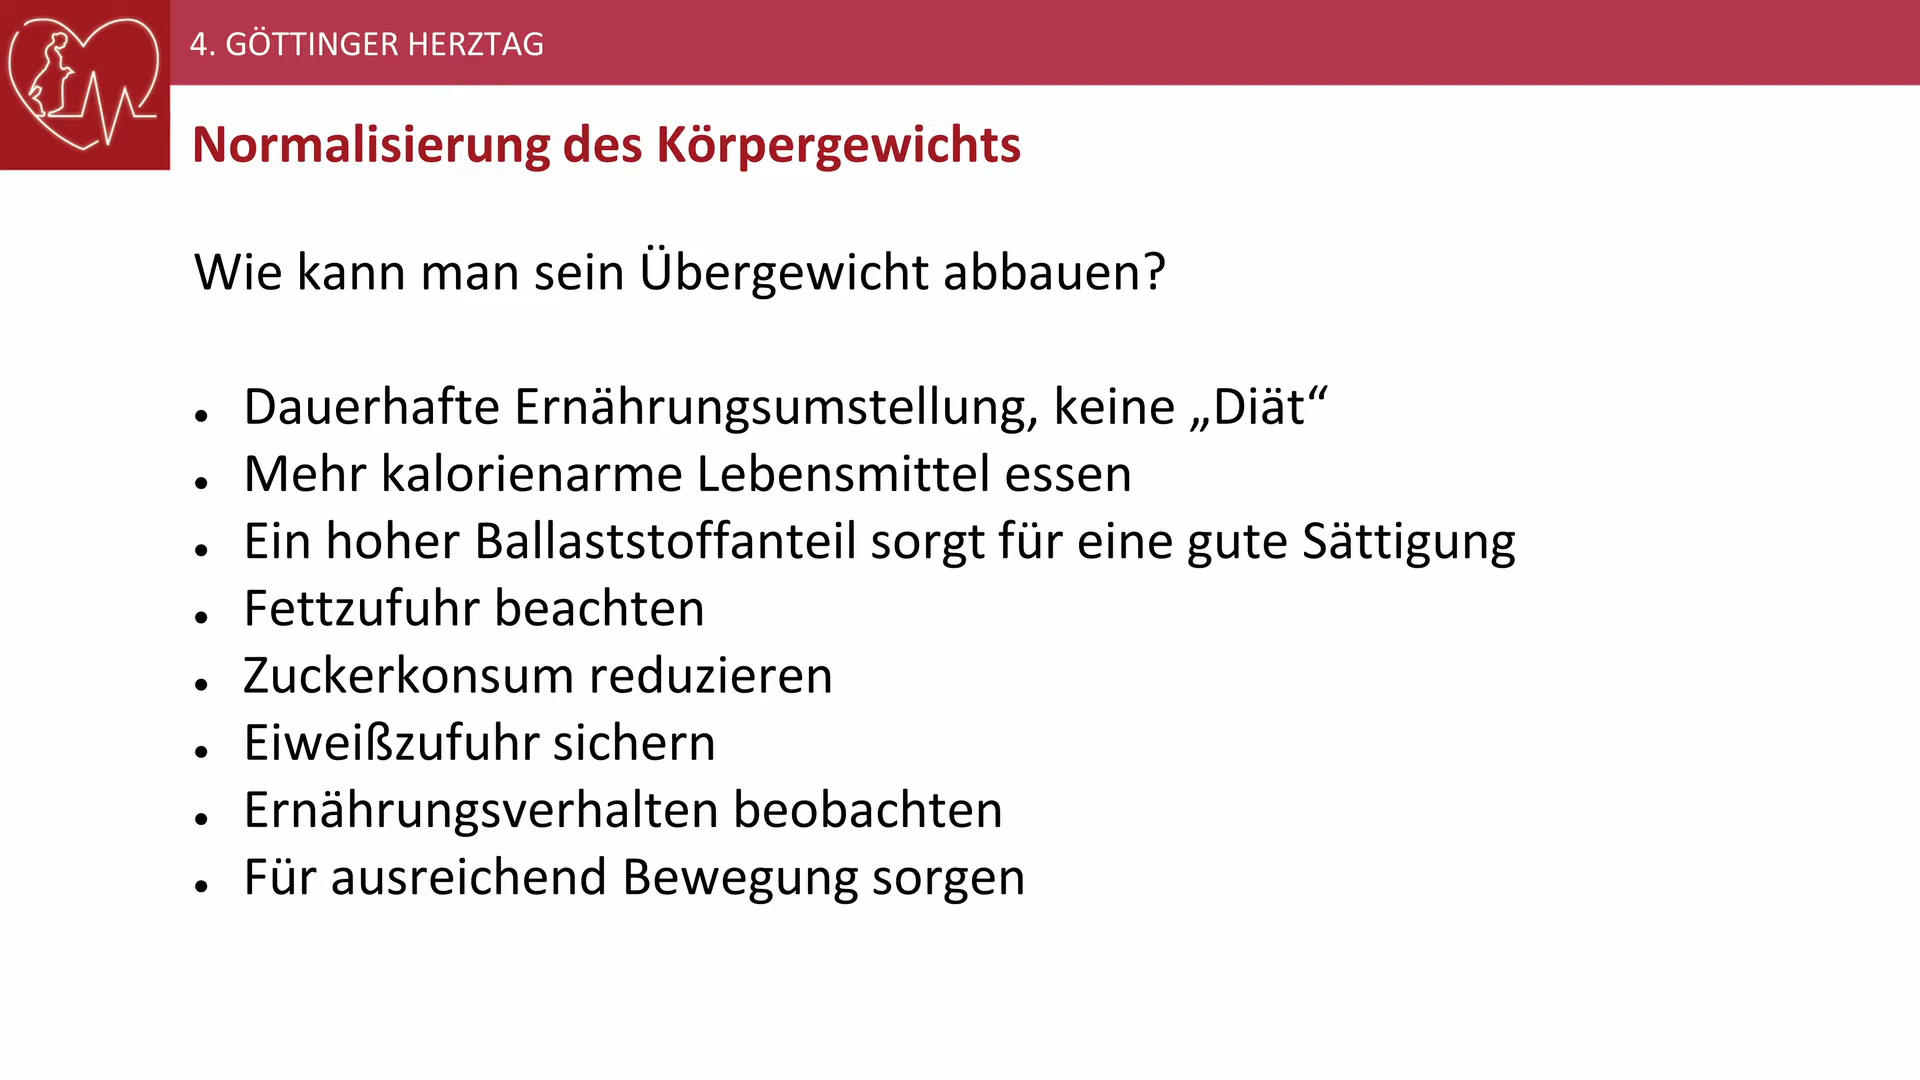 4. GÖTTINGER HERZTAG
Normalisierung des Körpergewichts
Wie kann man sein Übergewicht abbauen?
• Dauerhafte Ernährungsumstellung, keine „Diät“
• Mehr kalorienarme Lebensmittel essen
• Ein hoher Ballaststoffanteil sorgt für eine gute Sättigung
• Fettzufuhr beachten
• Zuckerkonsum reduzieren
• Eiweißzufuhr sichern
• Ernährungsverhalten beobachten
• Für ausreichend Bewegung sorgen